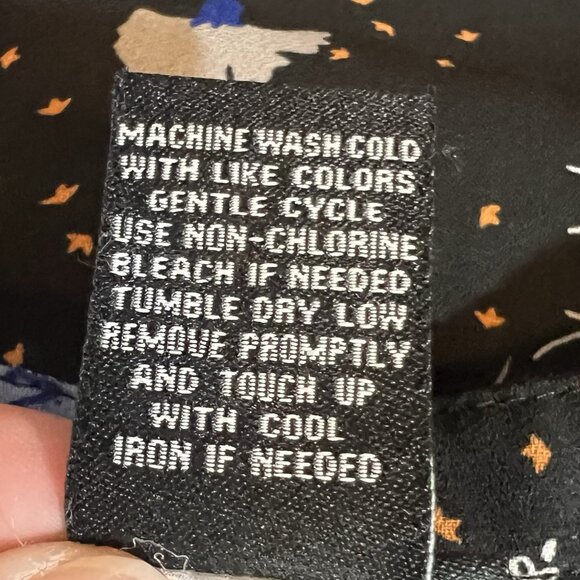 MACHINE WASH COLD
WITH LIKE COLORS
GENTLE CYCLE
USE NON-CHLORINE
BLEACH IF NEEDED
TUMBLE DRY LOW
REMOVE PROMPTLY
AND TOUCH UP
WITH COOL
IRON IF NEEDED